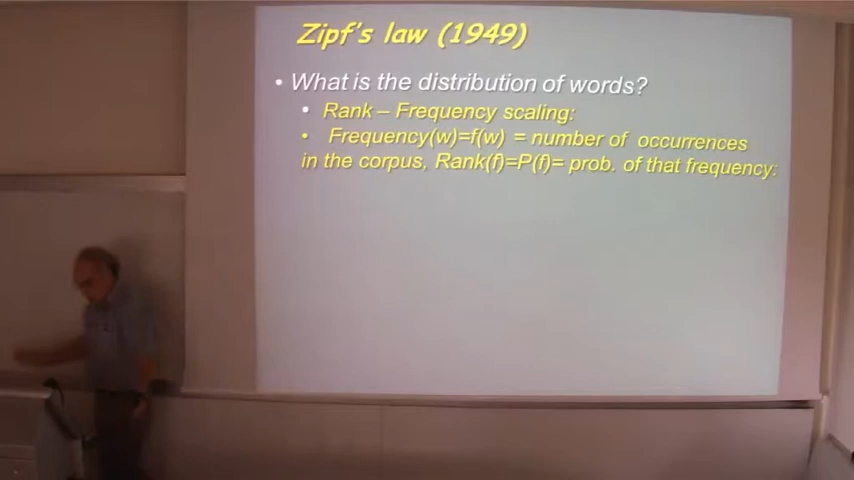 Zipf's law (1949)
• What is the distribution of words?
• Rank – Frequency scaling:
• Frequency(w)=f(w) = number of occurrences
in the corpus, Rank(f)=P(f)= prob. of that frequency: